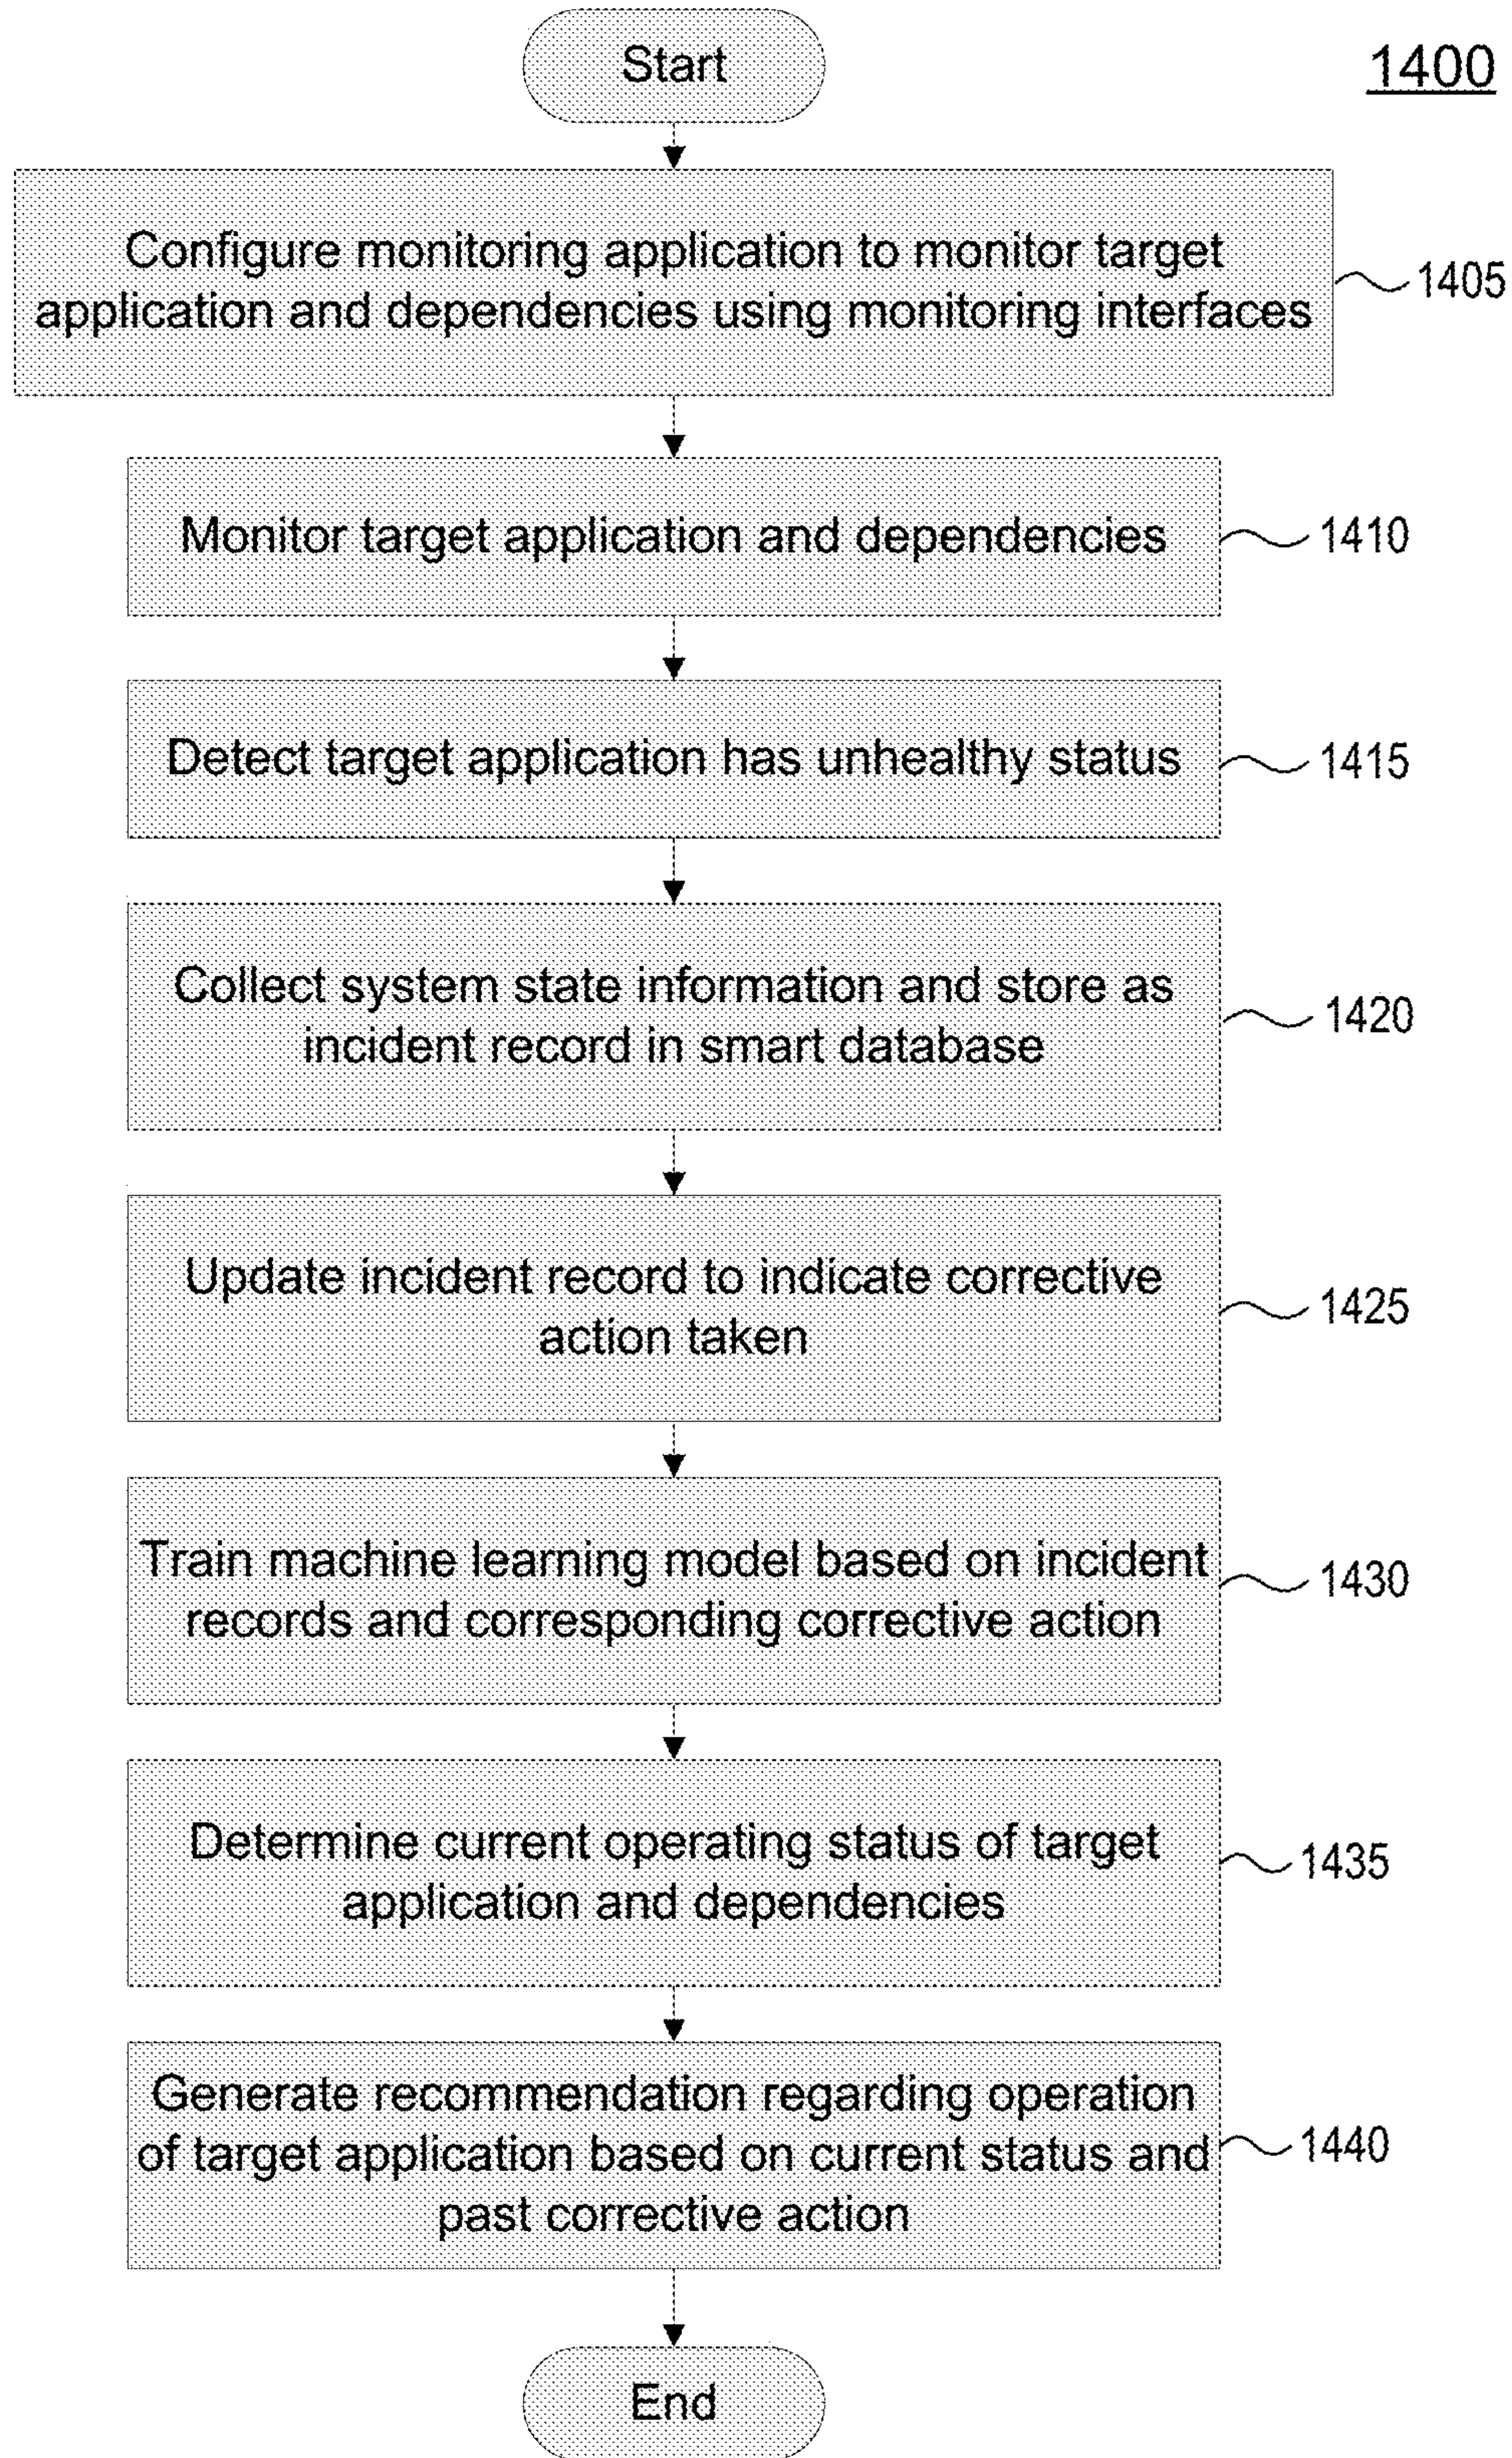 Start
1400
Configure monitoring application to monitor target
application and dependencies using monitoring interfaces
1405
Monitor target application and dependencies
1410
Detect target application has unhealthy status
1415
Collect system state information and store as
incident record in smart database
1420
Update incident record to indicate corrective
action taken
1425
Train machine learning model based on incident
records and corresponding corrective action
1430
Determine current operating status of target
application and dependencies
1435
Generate recommendation regarding operation
of target application based on current status and
past corrective action
1440
End